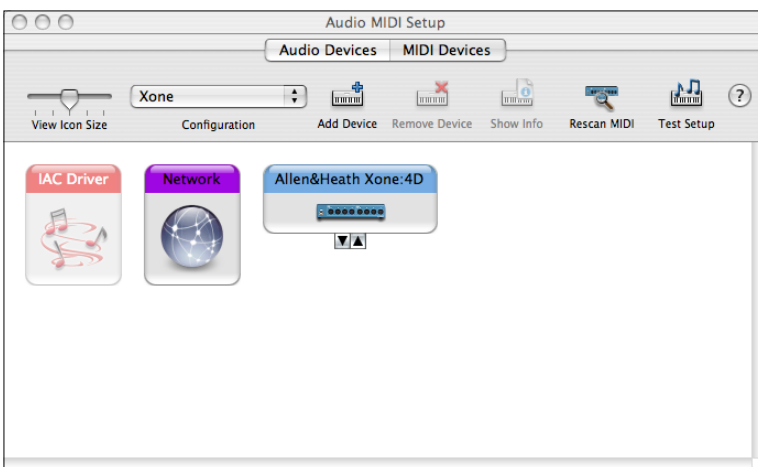 Audio MIDI Setup
Audio Devices MIDI Devices
Xone
?
View Icon Size Configuration Add Device Remove Device Show Info Rescan MIDI Test Setup
IAC Driver Network Allen&Heath Xone:4D